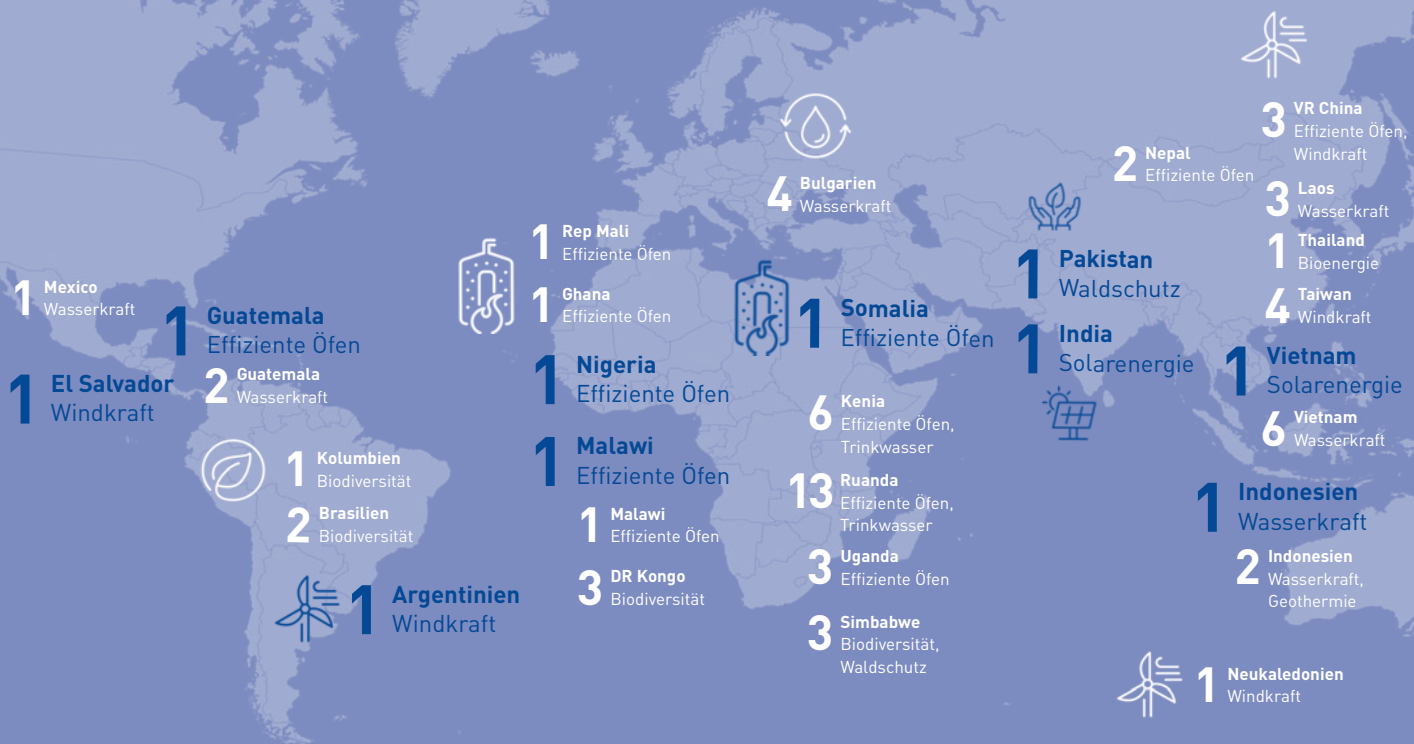 1 Mexico
Wasserkraft
1 Guatemala
Effiziente Öfen
2 Guatemala
Wasserkraft
1 El Salvador
Windkraft
1 Kolumbien
Biodiversität
2 Brasilien
Biodiversität
1 Argentinien
Windkraft
1 Rep Mali
Effiziente Öfen
1 Ghana
Effiziente Öfen
1 Nigeria
Effiziente Öfen
1 Malawi
Effiziente Öfen
1 Malawi
Effiziente Öfen
3 DR Kongo
Biodiversität
4 Bulgarien
Wasserkraft
1 Somalia
Effiziente Öfen
6 Kenia
Effiziente Öfen,
Trinkwasser
13 Ruanda
Effiziente Öfen,
Trinkwasser
3 Uganda
Effiziente Öfen
3 Simbabwe
Biodiversität,
Waldschutz
1 Pakistan
Waldschutz
1 India
Solarenergie
2 Nepal
Effiziente Öfen
3 VR China
Effiziente Öfen,
Windkraft
3 Laos
Wasserkraft
1 Thailand
Bioenergie
4 Taiwan
Windkraft
1 Vietnam
Solarenergie
6 Vietnam
Wasserkraft
1 Indonesien
Wasserkraft
2 Indonesien
Wasserkraft,
Geothermie
1 Neukaledonien
Windkraft